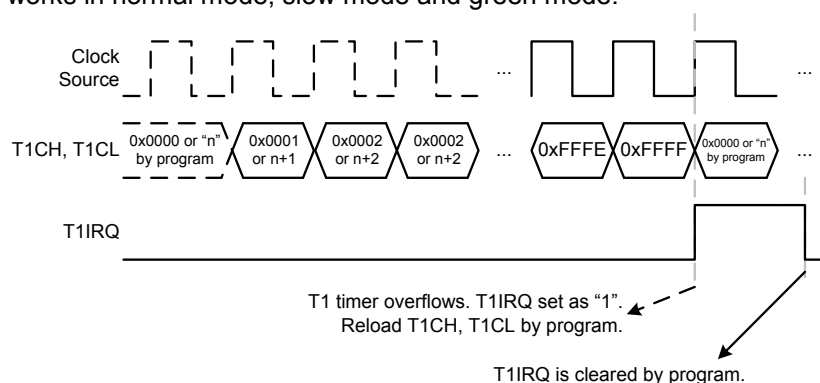 works in normal mode, slow mode and green mode.
Clock
Source
...
...
T1CH, T1CL
0x0000 or “n”
by program
0x0001
or n+1
0x0002
or n+2
0x0002
or n+2
...
0xFFFE
0xFFFF
0x0000 or “n”
by program
...
T1IRQ
T1 timer overflows. T1IRQ set as “1”.
Reload T1CH, T1CL by program.
T1IRQ is cleared by program.